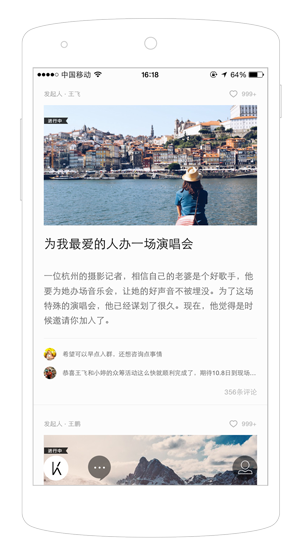 中国移动 16:18 64%
发起人·王飞 999+
进行中
为我最爱的人办一场演唱会
一位杭州的摄影记者，相信自己的老婆是个好歌手，他
要为她办场音乐会，让她的好声音不被埋没。为了这场
特殊的演唱会，他已经谋划了很久。现在，他觉得是时
候邀请你加入了。
希望可以早点入群，还想咨询点事情
恭喜王飞和小婷的众筹活动这么快就顺利完成了，期待10.8日到现场...
356条评论
发起人·王鹏 999+
进行中
K